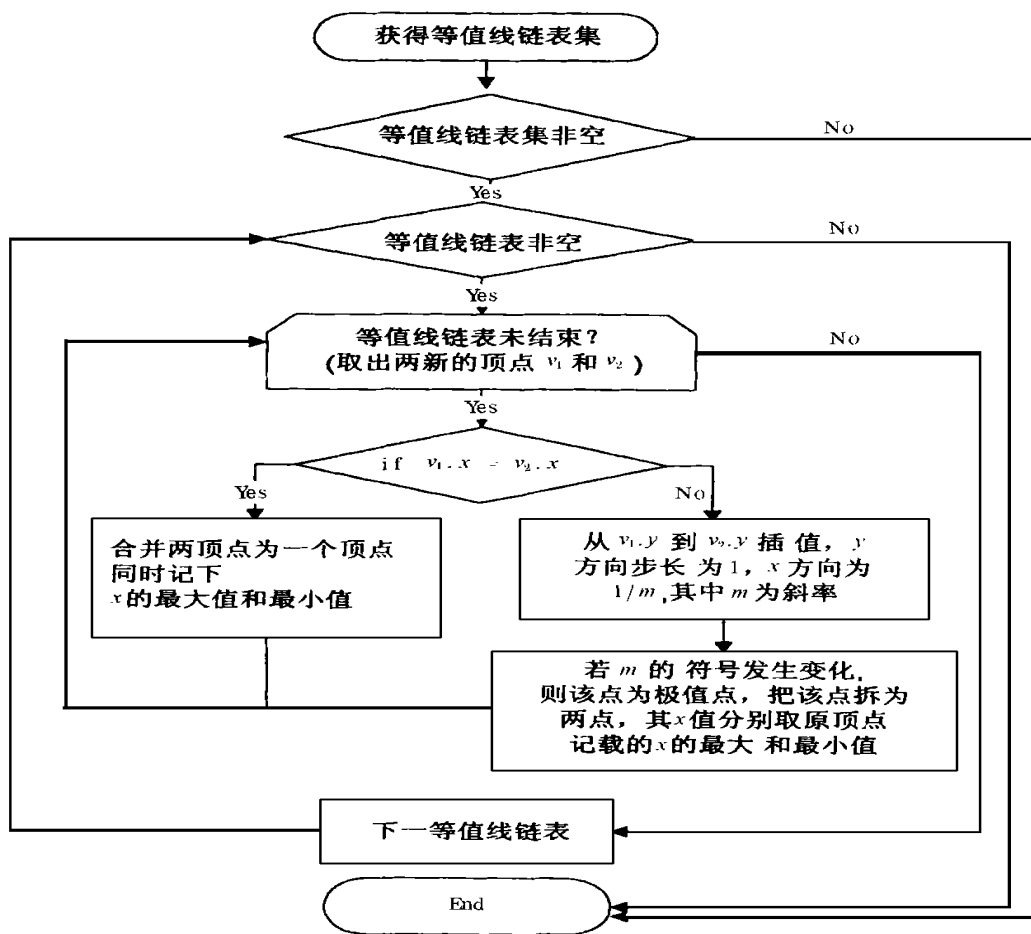 获得等值线链表集
等值线链表集非空
No
Yes
等值线链表非空
No
Yes
等值线链表未结束？
(取出两新的顶点 v₁ 和 v₂ )
No
Yes
if v₁.x = v₂.x
Yes
No
合并两顶点为一个顶点
同时记下
x的最大值和最小值
从 v₁.y 到 v₂.y 插 值， y
方向步长 为 1，x 方向为
1/m ,其中 m 为斜率
若 m 的 符号发生变化,
则该点为极值点，把该点拆为
两点，其x值分别取原顶点
记载的x的最大 和最小值
下一等值线链表
End